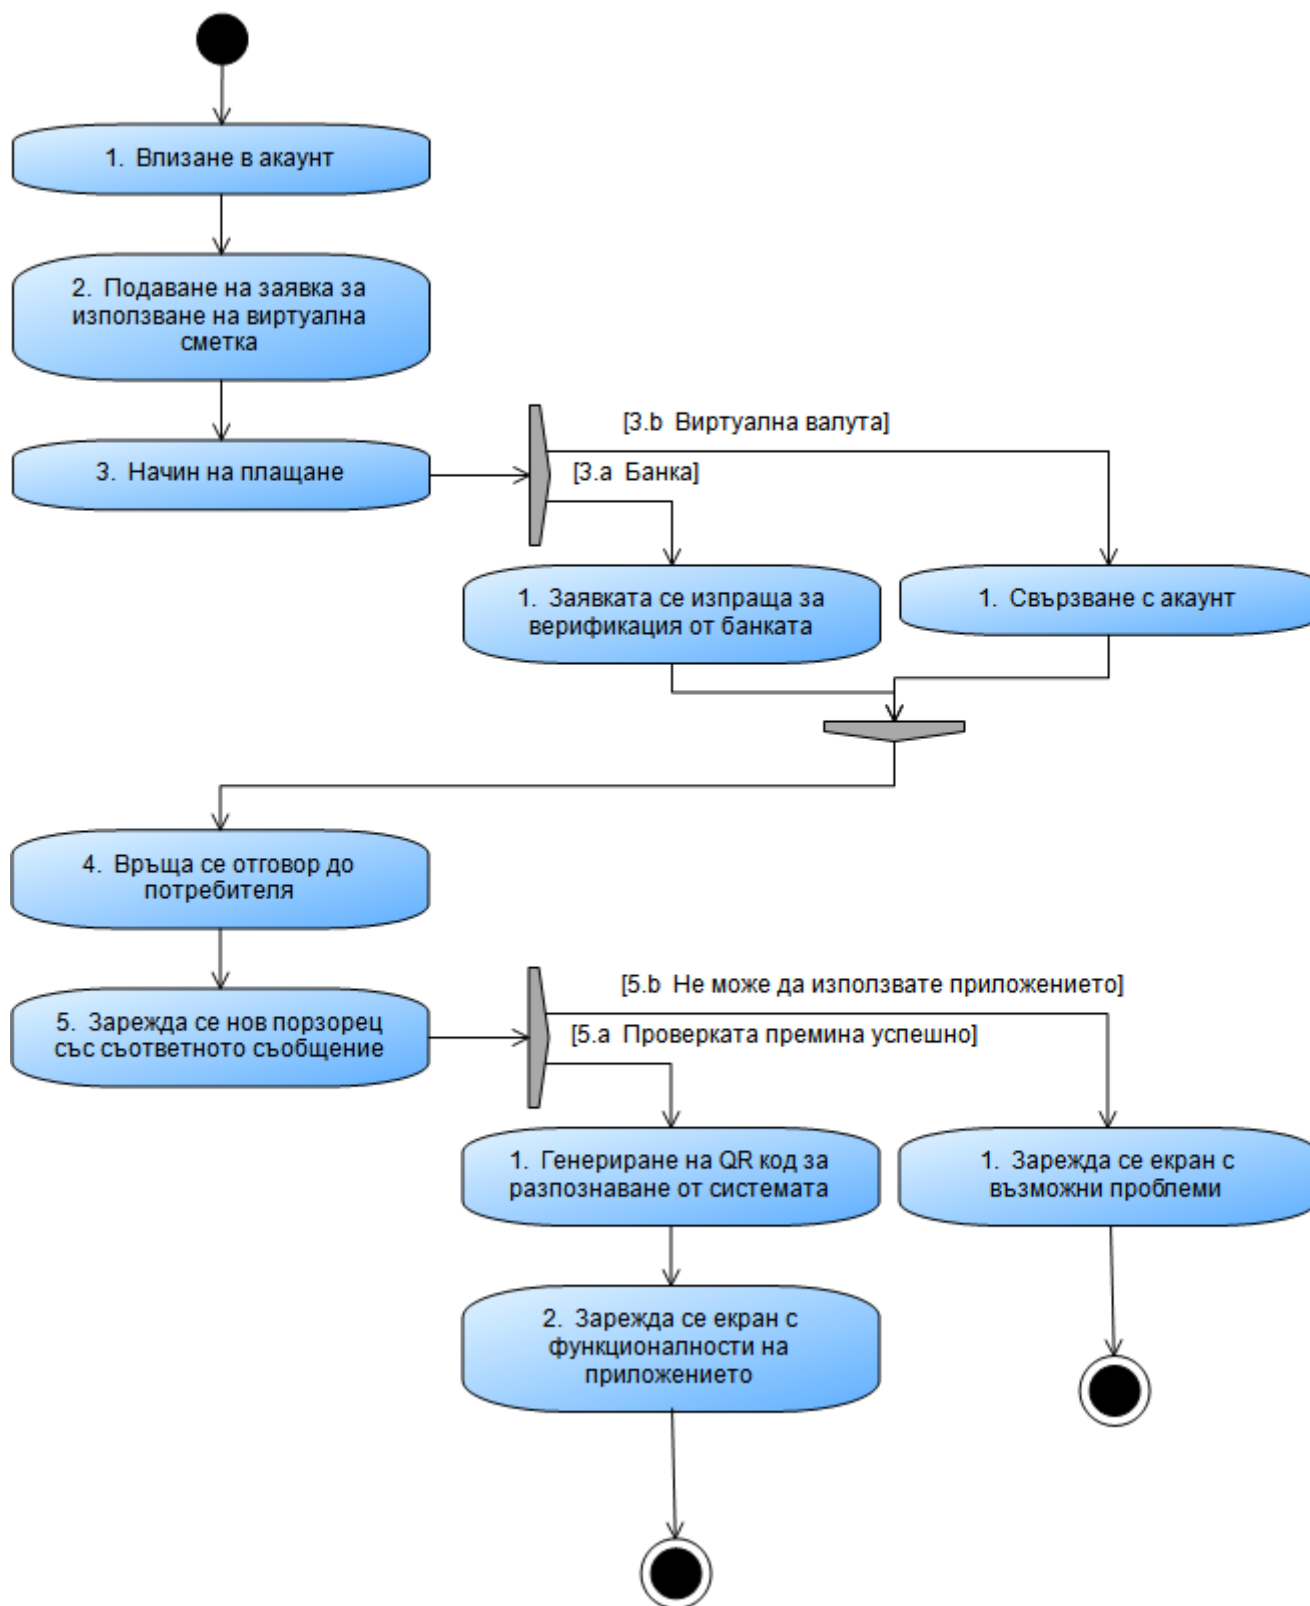 1.  Влизане в акаунт
2.  Подаване на заявка за
използване на виртуална
сметка
3.  Начин на плащане
[3.b  Виртуална валута]
[3.a  Банка]
1.  Заявката се изпраща за
верификация от банката
1.  Свързване с акаунт
4.  Връща се отговор до
потребителя
5.  Зарежда се нов порзорец
със съответното съобщение
[5.b  Не може да използвате приложението]
[5.a  Проверката премина успешно]
1.  Генериране на QR код за
разпознаване от системата
1.  Зарежда се екран с
възможни проблеми
2.  Зарежда се екран с
функционалности на
приложението